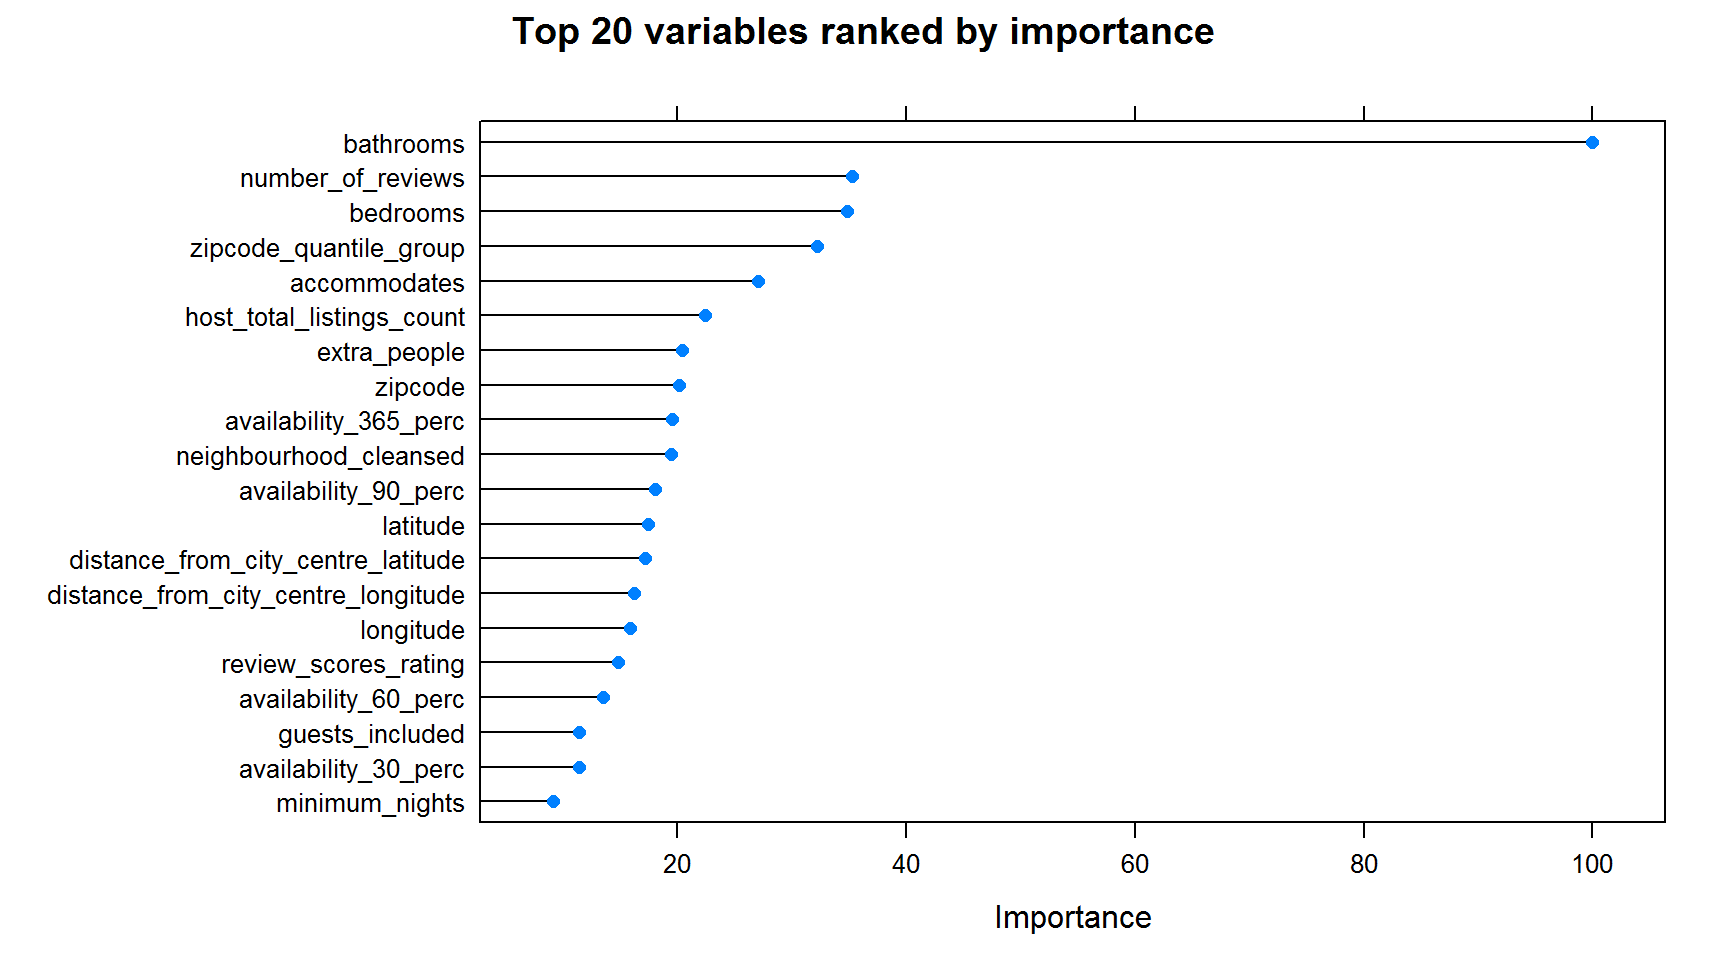 Top 20 variables ranked by importance
bathrooms
number_of_reviews
bedrooms
zipcode_quantile_group
accommodates
host_total_listings_count
extra_people
zipcode
availability_365_perc
neighbourhood_cleansed
availability_90_perc
latitude
distance_from_city_centre_latitude
distance_from_city_centre_longitude
longitude
review_scores_rating
availability_60_perc
guests_included
availability_30_perc
minimum_nights
20 40 60 80 100
Importance